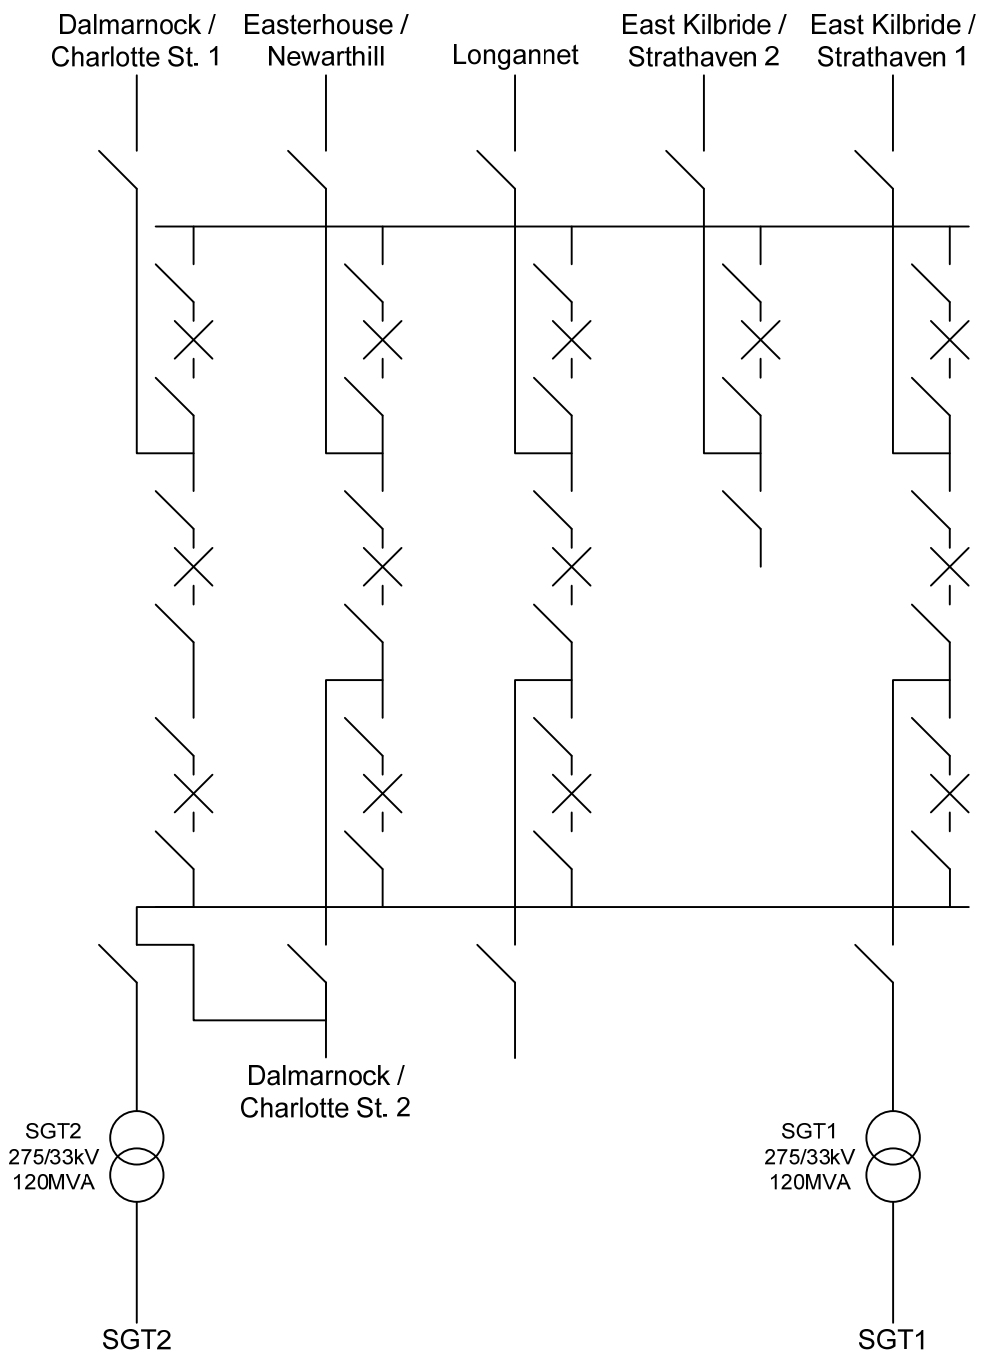 Dalmarnock /
Charlotte St. 1
Easterhouse /
Newarthill
Longannet
East Kilbride /
Strathaven 2
East Kilbride /
Strathaven 1
Dalmarnock /
Charlotte St. 2
SGT2
275/33kV
120MVA
SGT1
275/33kV
120MVA
SGT2
SGT1